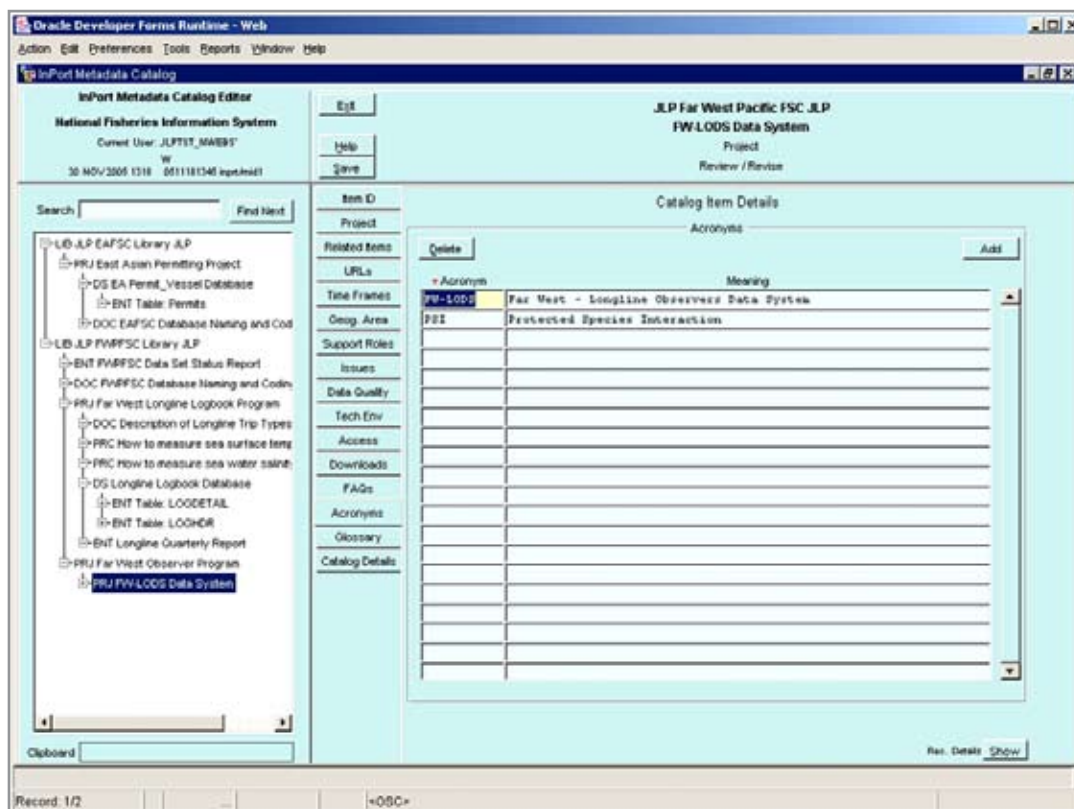 Oracle Developer Forms Runtime - Web
Action Edit Preferences Tools Reports Window Help
InPort Metadata Catalog
InPort Metadata Catalog Editor
National Fisheries Information System
Current User: JLPTST_MWEBS'
W
30 NOV 2005 1318
Exit
Help
Save
JLP Far West Pacific FSC JLP
FW-LODS Data System
Project
Review / Revise
Search
Find Next
LIB JLP EAFSC Library JLP
PRJ East Asian Permitting Project
DS EA Permit_Vessel Database
ENT Table: Permits
DOC EAFSC Database Naming and Cod
LIB JLP FWPFSC Library JLP
ENT FWPFSC Data Set Status Report
DOC FWPFSC Database Naming and Coding
PRJ Far West Longline Logbook Program
DOC Description of Longline Trip Types
PRC How to measure sea surface temp
PRC How to measure sea water salinit
DS Longline Logbook Database
ENT Table: LOGDETAIL
ENT Table: LOGHDR
ENT Longline Quarterly Report
PRJ Far West Observer Program
PRJ FW-LODS Data System
Clipboard
Item ID
Project
Related Items
URLs
Time Frames
Geog. Area
Support Roles
Issues
Data Quality
Tech Env
Access
Downloads
FAQs
Acronyms
Glossary
Catalog Details
Catalog Item Details
Acronyms
Delete
Add
* Acronym Meaning
FW-LODS Far West - Longline Observers Data System
PSI Protected Species Interaction
Rec. Details Show
Record: 1/2 ... <OSC>